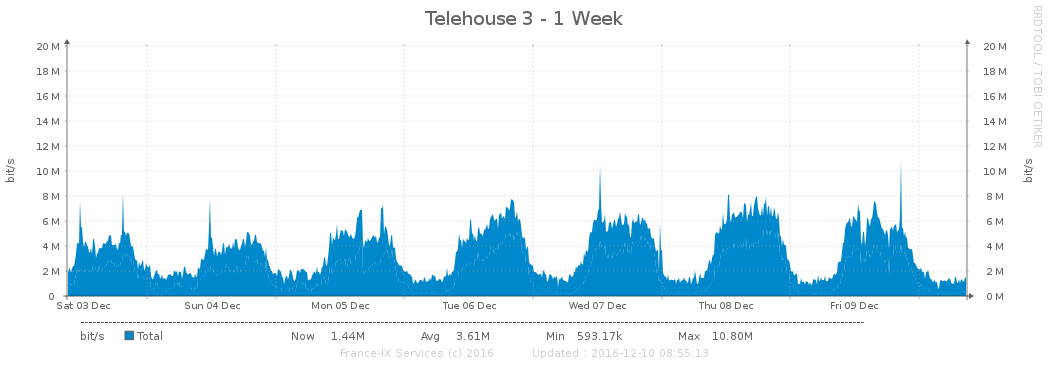 Telehouse 3 - 1 Week
RRDTOOL / TOBI OETIKER
20 M 20 M
18 M 18 M
16 M 16 M
14 M 14 M
12 M 12 M
10 M 10 M
8 M 8 M
6 M 6 M
4 M 4 M
2 M 2 M
0 0 M
bit/s
bit/s
Sat 03 Dec Sun 04 Dec Mon 05 Dec Tue 06 Dec Wed 07 Dec Thu 08 Dec Fri 09 Dec
bit/s Total Now 1.44M Avg 3.61M Min 593.17k Max 10.80M
France-IX Services (c) 2016 Updated : 2016-12-10 08:55:13